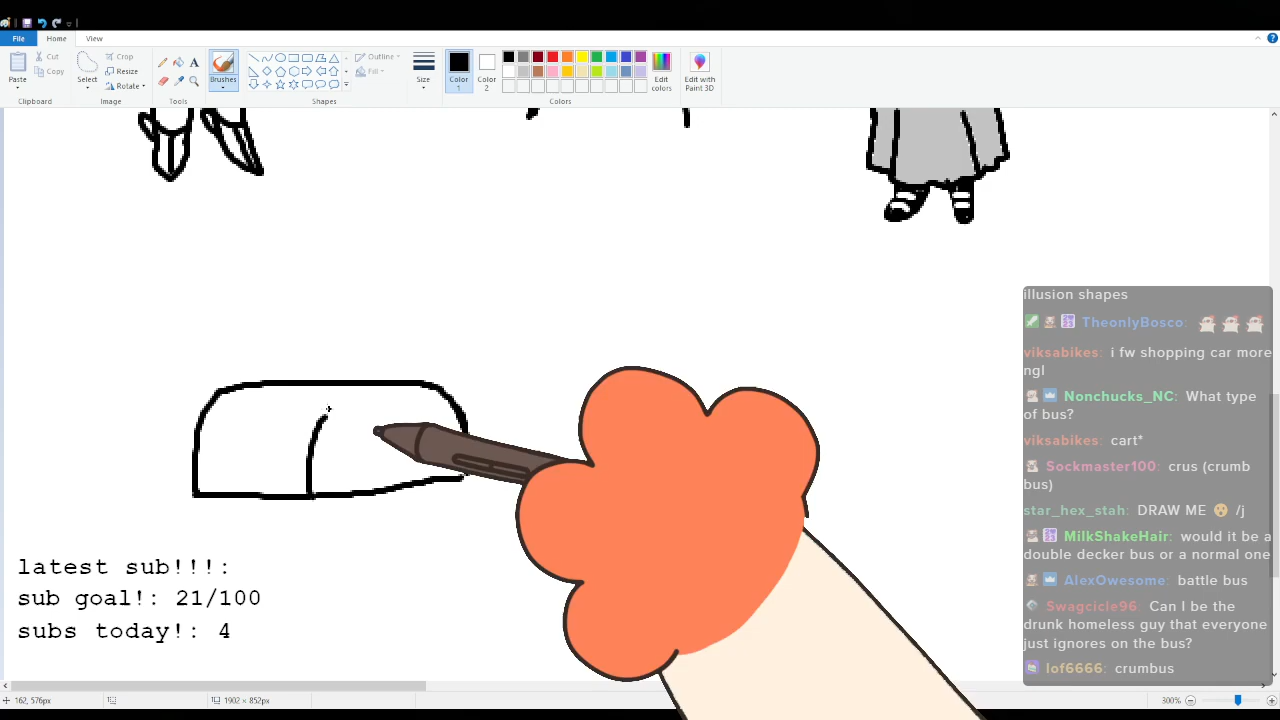 File
Home
View
Paste
Cut
Copy
Clipboard
Select
Crop
Resize
Rotate
Image
A
Tools
Brushes
Outline
Fill
Shapes
Size
Color 1
Color 2
Edit colors
Edit with Paint 3D
Colors
illusion shapes
TheonlyBosco:
viksabikes: i fw shopping car more
ngl
Nonchucks_NC: What type
of bus?
viksabikes: cart*
Sockmaster100: crus (crumb
bus)
star_hex_stah: DRAW ME 😮 /j
MilkShakeHair: would it be a
double decker bus or a normal one
AlexOwesome: battle bus
Swagcicle96: Can I be the
drunk homeless guy that everyone
just ignores on the bus?
lof6666: crumbus
latest sub!!!:
sub goal!: 21/100
subs today!: 4
162, 576px
1902 × 852px
300%